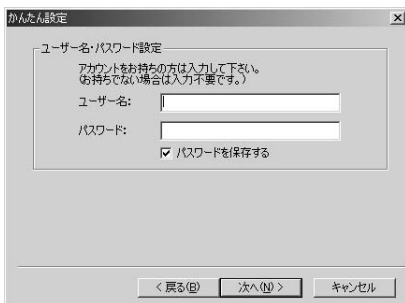 かんたん設定
ユーザー名・パスワード設定
アカウントをお持ちの方は入力して下さい。
(お持ちでない場合は入力不要です。)
ユーザー名:
パスワード:
パスワードを保存する
< 戻る(B) 次へ(N) > キャンセル